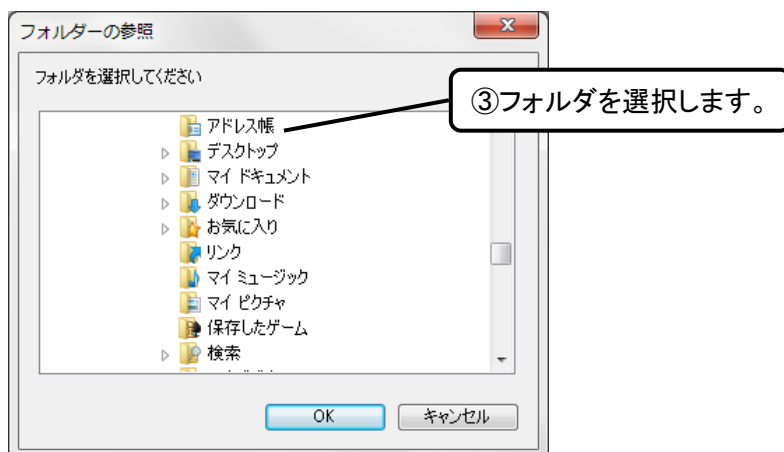 フォルダーの参照
フォルダを選択してください
③フォルダを選択します。
アドレス帳
デスクトップ
マイ ドキュメント
ダウンロード
お気に入り
リンク
マイ ミュージック
マイ ピクチャ
保存したゲーム
検索
OK
キャンセル